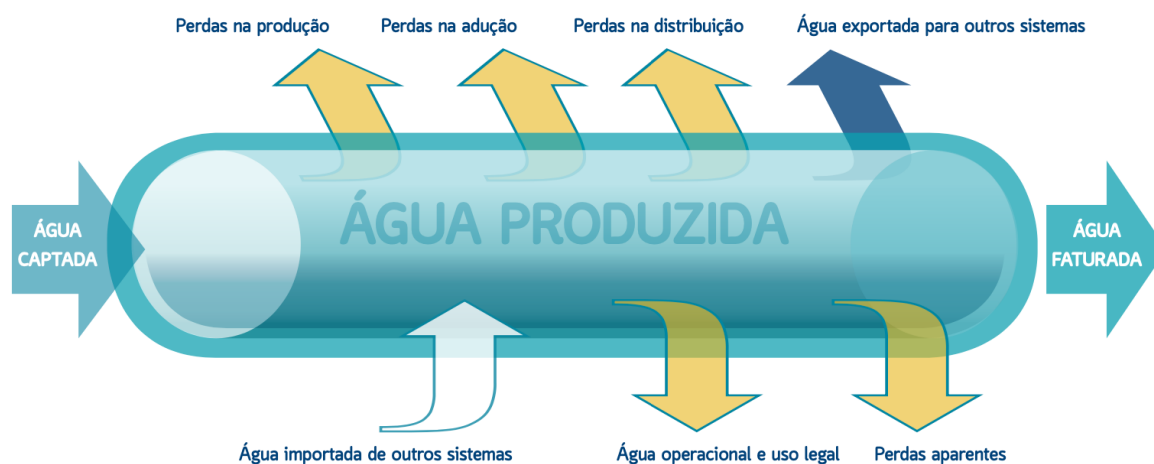 Perdas na produção
Perdas na adução
Perdas na distribuição
Água exportada para outros sistemas
ÁGUA
CAPTADA
ÁGUA PRODUZIDA
ÁGUA
FATURADA
Água importada de outros sistemas
Água operacional e uso legal
Perdas aparentes